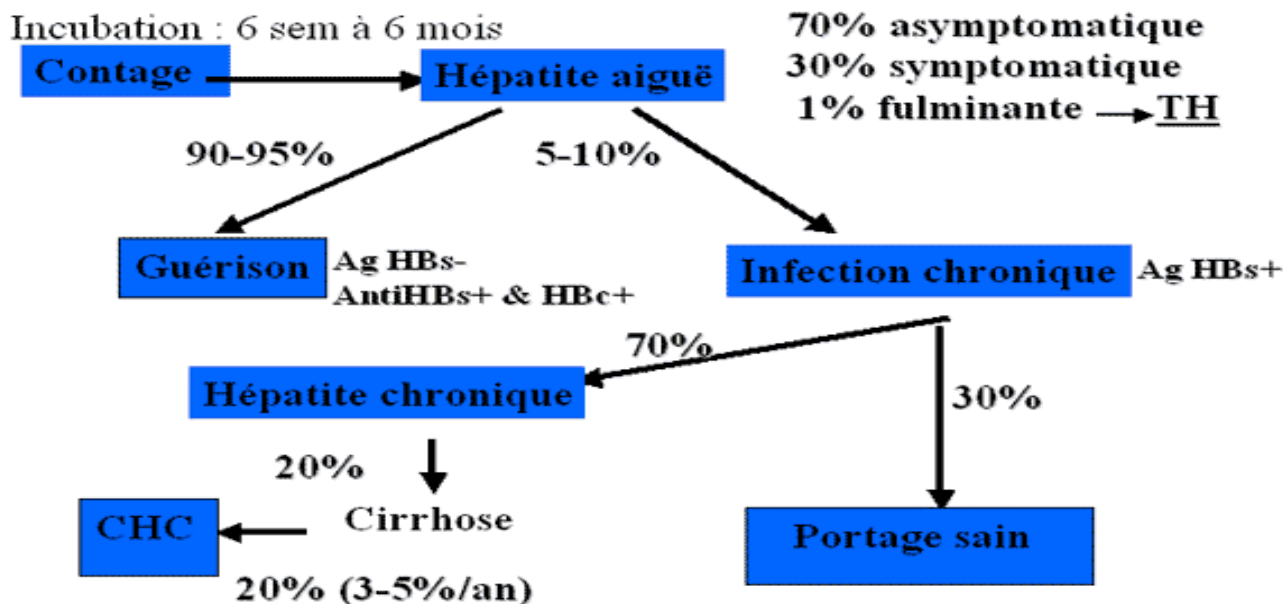 Incubation : 6 sem à 6 mois
70% asymptomatique
Contage
Hépatite aiguë
30% symptomatique
1% fulminante
TH
90-95%
5-10%
Guérison
Ag HBs-
AntiHBs+ & HBc+
Infection chronique
Ag HBs+
70%
Hépatite chronique
30%
20%
CHC
Cirrhose
Portage sain
20% (3-5%/an)